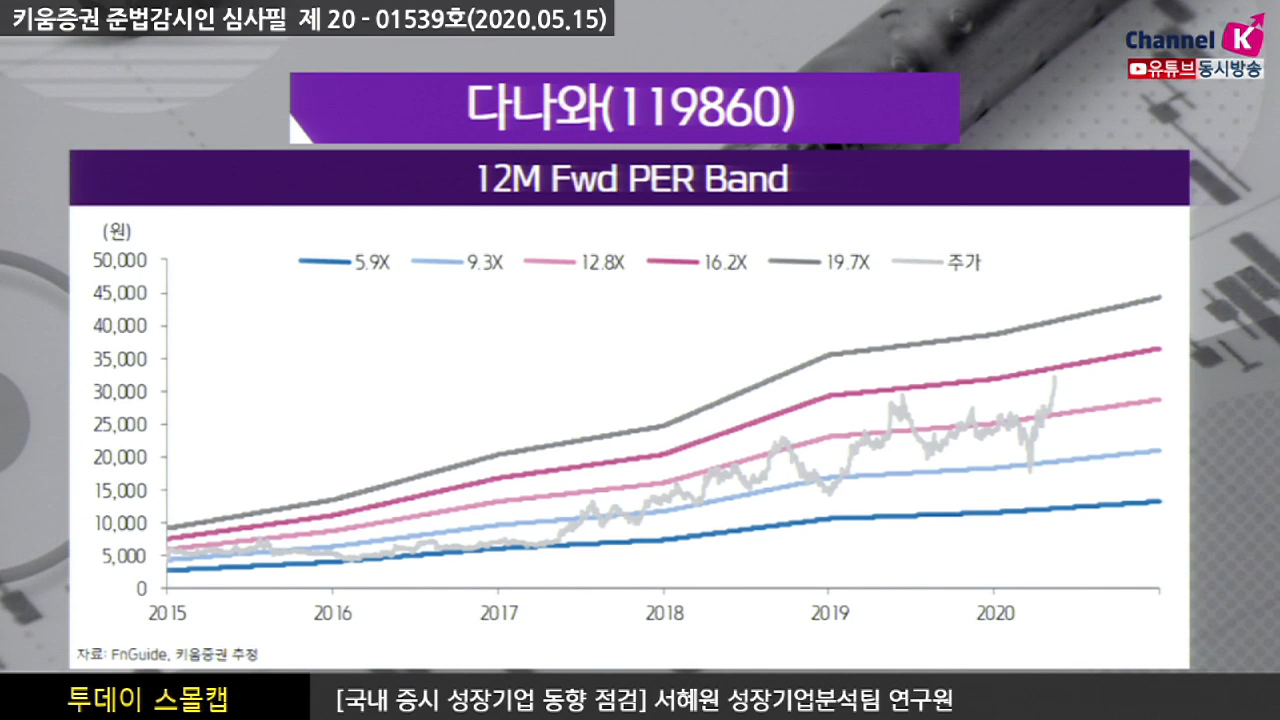 키움증권 준법감시인 심사필 제 20 - 01539호(2020.05.15)
Channel K
유튜브 동시방송
다나와(119860)
12M Fwd PER Band
(원)
5.9X 9.3X 12.8X 16.2X 19.7X 주가
50,000
45,000
40,000
35,000
30,000
25,000
20,000
15,000
10,000
5,000
0
2015 2016 2017 2018 2019 2020
자료: FnGuide, 키움증권 추정
투데이 스몰캡
[국내 증시 성장기업 동향 점검] 서혜원 성장기업분석팀 연구원